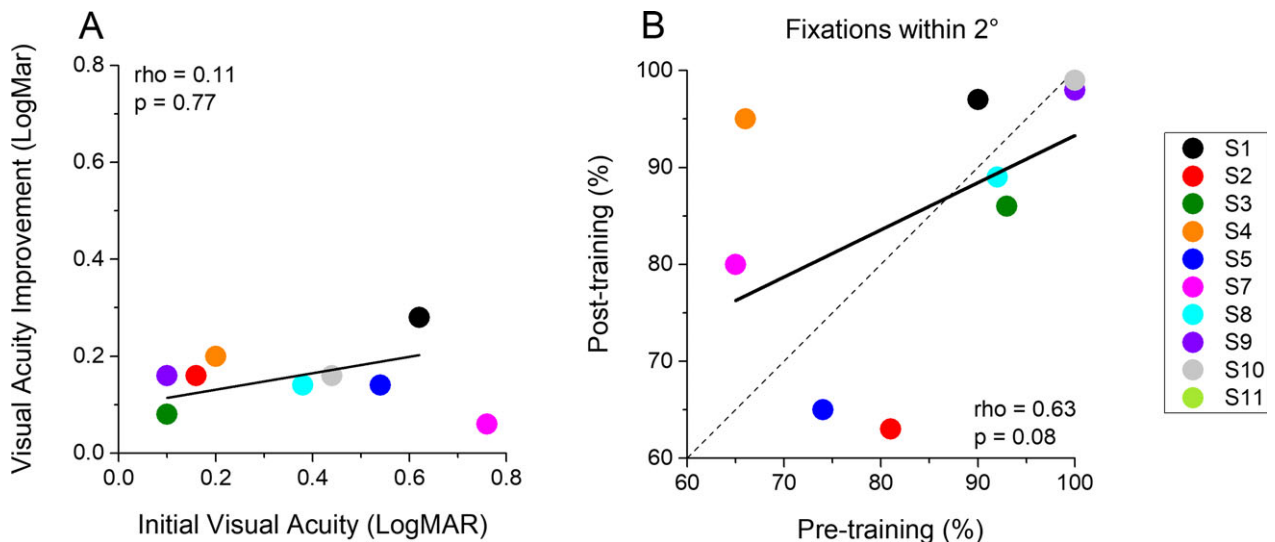 A
Visual Acuity Improvement (LogMar)
0.8
0.6
0.4
0.2
0.0
rho = 0.11
p = 0.77
0.0 0.2 0.4 0.6 0.8
Initial Visual Acuity (LogMAR)
B
Fixations within 2°
Post-training (%)
100
90
80
70
60
rho = 0.63
p = 0.08
60 70 80 90 100
Pre-training (%)
S1
S2
S3
S4
S5
S7
S8
S9
S10
S11